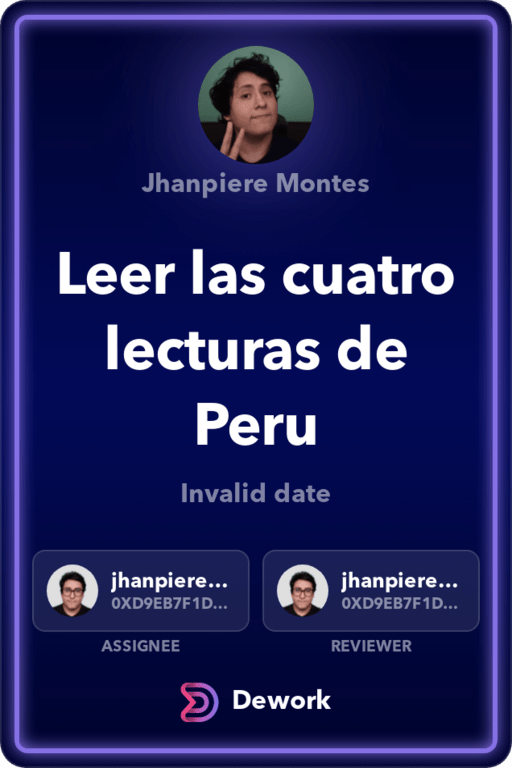 Jhanpiere Montes
Leer las cuatro
lecturas de
Peru
Invalid date
jhanpiere...
0XD9EB7F1D...
ASSIGNEE
jhanpiere...
0XD9EB7F1D...
REVIEWER
Dework